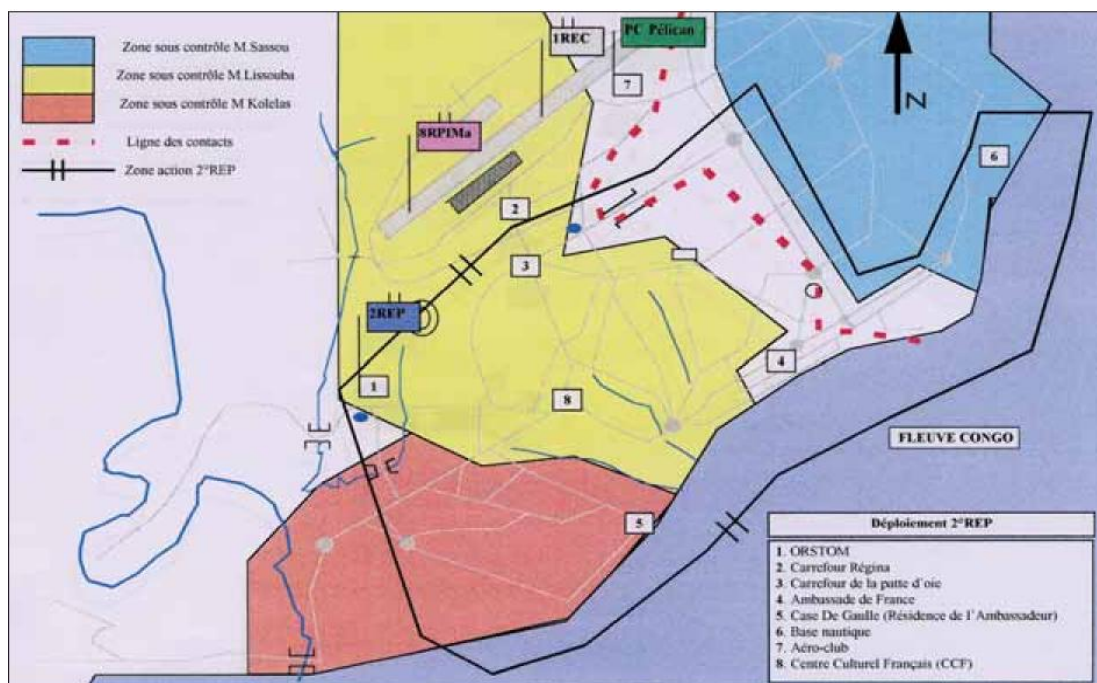 Zone sous contrôle M.Sassou
Zone sous contrôle M.Lissouba
Zone sous contrôle M Kolelas
Ligne des contacts
Zone action 2°REP
1REC
PC Pélican
7
N
8RPIMa
6
2
3
2REP
4
1
8
FLEUVE CONGO
5
Déploiement 2°REP
1. ORSTOM
2. Carrefour Régina
3. Carrefour de la patte d'oie
4. Ambassade de France
5. Case De Gaulle (Résidence de l'Ambassadeur)
6. Base nautique
7. Aéro-club
8. Centre Culturel Français (CCF)